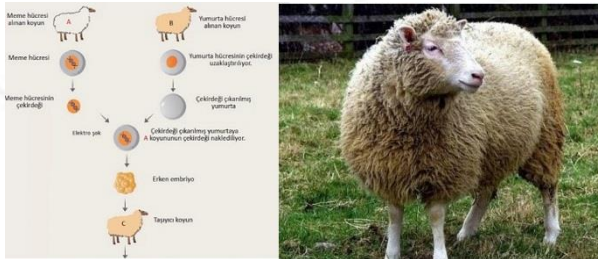 Meme hücresi
alınan koyun
A
B
Yumurta hücresi
alınan koyun
Meme hücresi
Yumurta hücresinin çekirdeği
uzaklaştırılıyor.
Meme hücresinin
çekirdeği
Çekirdeği çıkarılmış
yumurta
Elektro şok
Çekirdeği çıkarılmış yumurtaya
A koyununun çekirdeği naklediliyor.
Erken embriyo
C
Taşıyıcı koyun